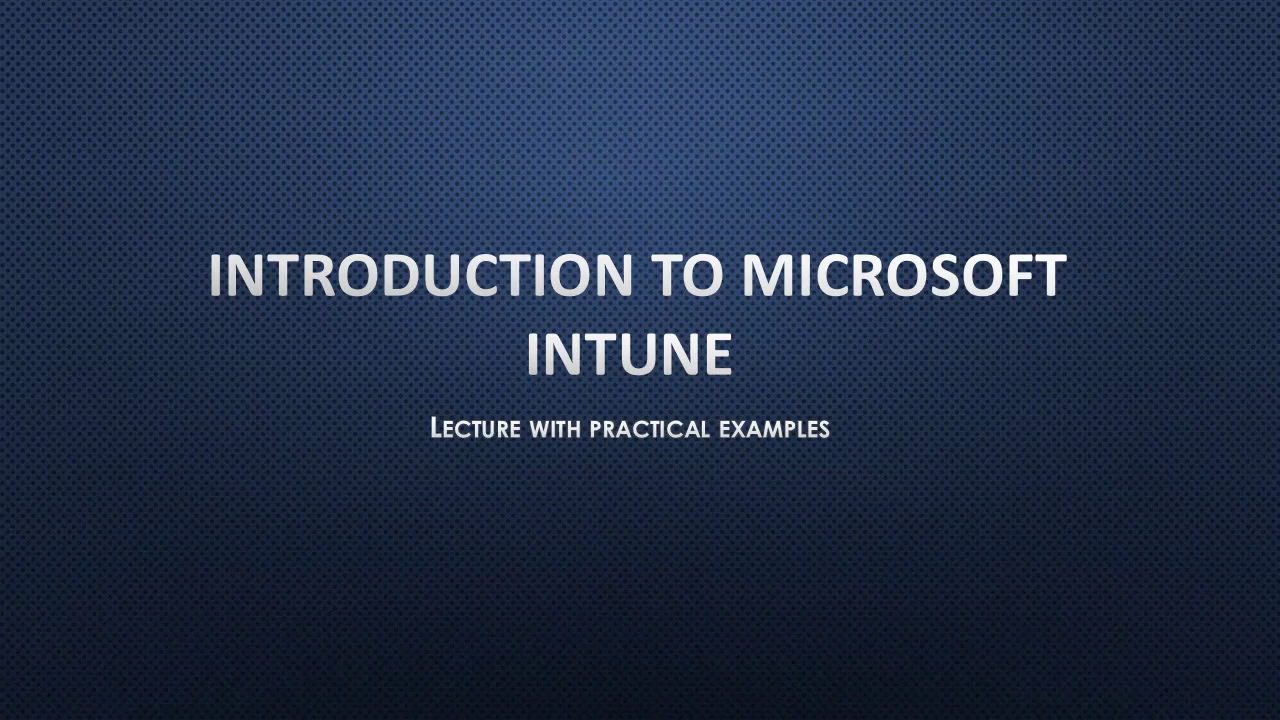 INTRODUCTION TO MICROSOFT
INTUNE
LECTURE WITH PRACTICAL EXAMPLES